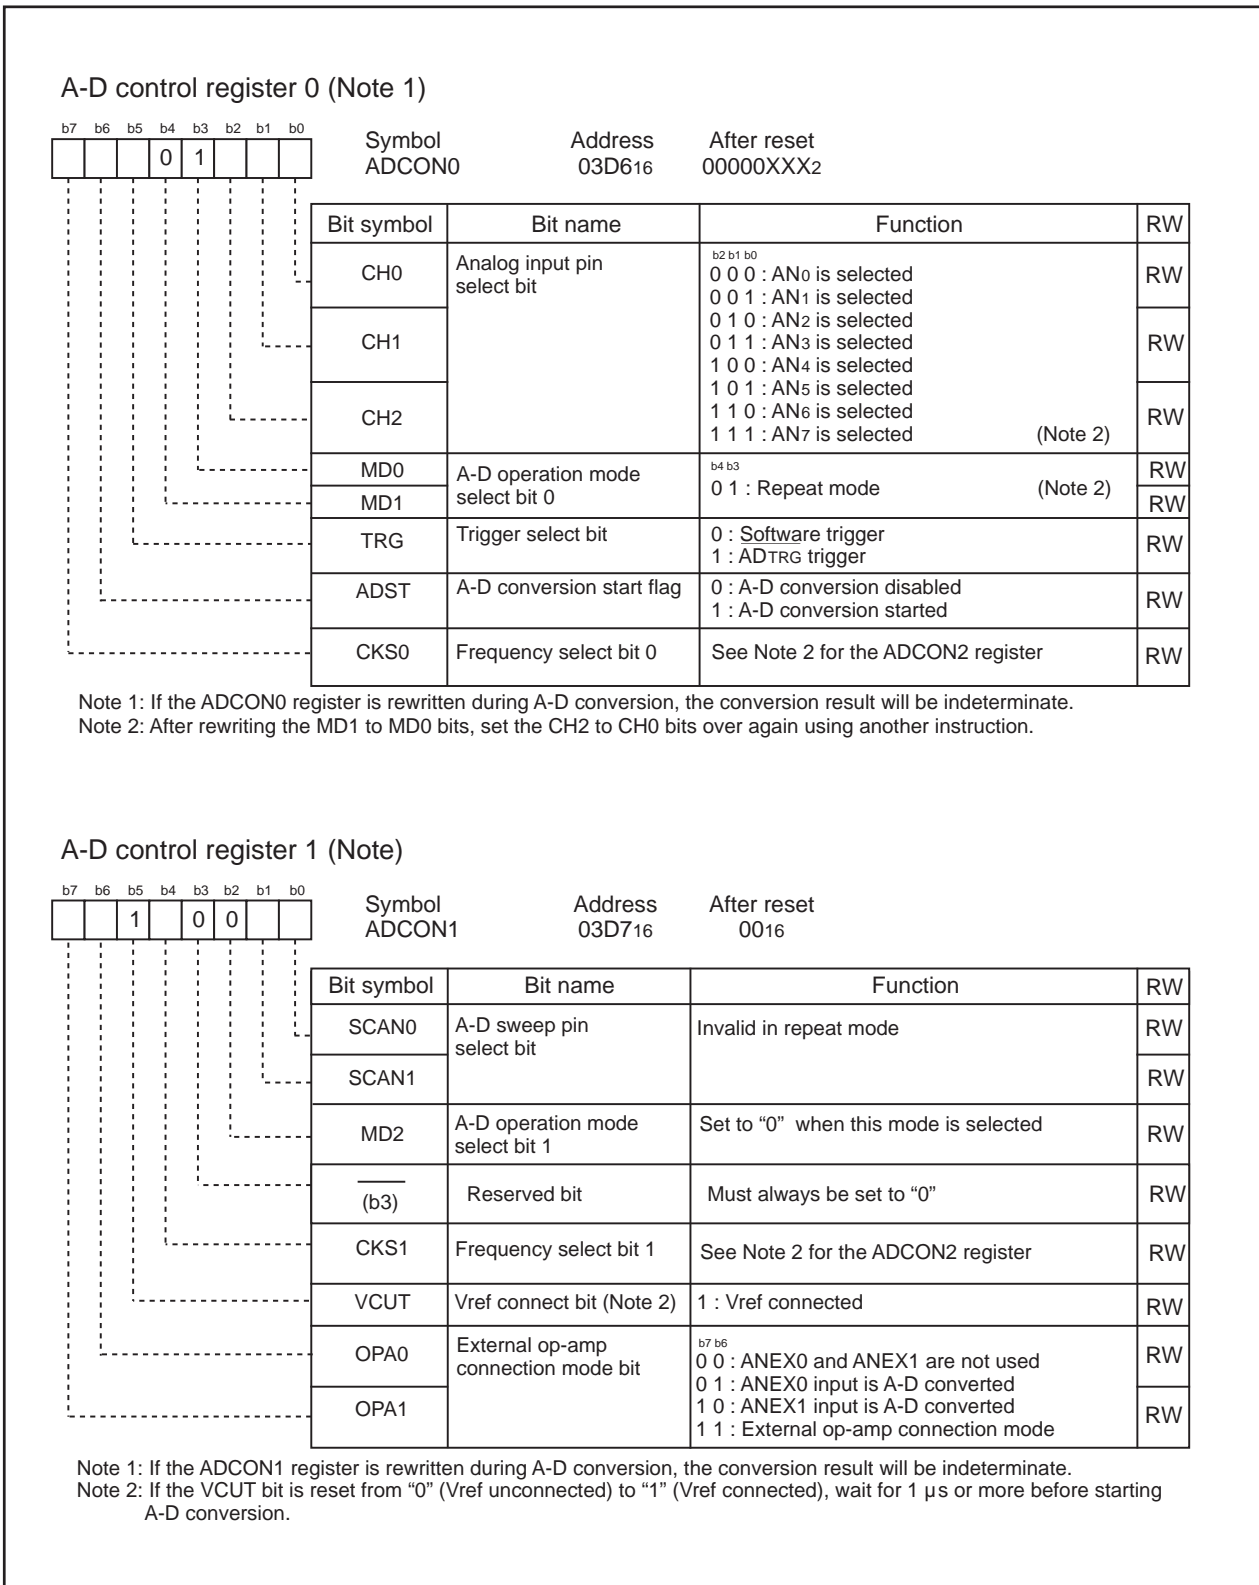 A-D control register 0 (Note 1)
b7 b6 b5 b4 b3 b2 b1 b0
0 1
Symbol Address After reset
ADCON0 03D616 00000XXX2
Bit symbol Bit name Function RW
CH0 Analog input pin select bit RW
b2 b1 b0
0 0 0 : AN0 is selected
0 0 1 : AN1 is selected
0 1 0 : AN2 is selected
CH1 0 1 1 : AN3 is selected RW
1 0 0 : AN4 is selected
1 0 1 : AN5 is selected
CH2 1 1 0 : AN6 is selected RW
1 1 1 : AN7 is selected (Note 2)
MD0 A-D operation mode select bit 0 RW
b4 b3
0 1 : Repeat mode (Note 2)
MD1 RW
TRG Trigger select bit 0 : Software trigger RW
1 : ADTRG trigger
ADST A-D conversion start flag 0 : A-D conversion disabled RW
1 : A-D conversion started
CKS0 Frequency select bit 0 See Note 2 for the ADCON2 register RW
Note 1: If the ADCON0 register is rewritten during A-D conversion, the conversion result will be indeterminate.
Note 2: After rewriting the MD1 to MD0 bits, set the CH2 to CH0 bits over again using another instruction.
A-D control register 1 (Note)
b7 b6 b5 b4 b3 b2 b1 b0
1 0 0
Symbol Address After reset
ADCON1 03D716 0016
Bit symbol Bit name Function RW
SCAN0 A-D sweep pin select bit Invalid in repeat mode RW
SCAN1 RW
MD2 A-D operation mode select bit 1 Set to “0” when this mode is selected RW
(b3) Reserved bit Must always be set to “0” RW
CKS1 Frequency select bit 1 See Note 2 for the ADCON2 register RW
VCUT Vref connect bit (Note 2) 1 : Vref connected RW
OPA0 External op-amp connection mode bit RW
b7 b6
0 0 : ANEX0 and ANEX1 are not used
0 1 : ANEX0 input is A-D converted
OPA1 1 0 : ANEX1 input is A-D converted RW
1 1 : External op-amp connection mode
Note 1: If the ADCON1 register is rewritten during A-D conversion, the conversion result will be indeterminate.
Note 2: If the VCUT bit is reset from “0” (Vref unconnected) to “1” (Vref connected), wait for 1 µs or more before starting
A-D conversion.